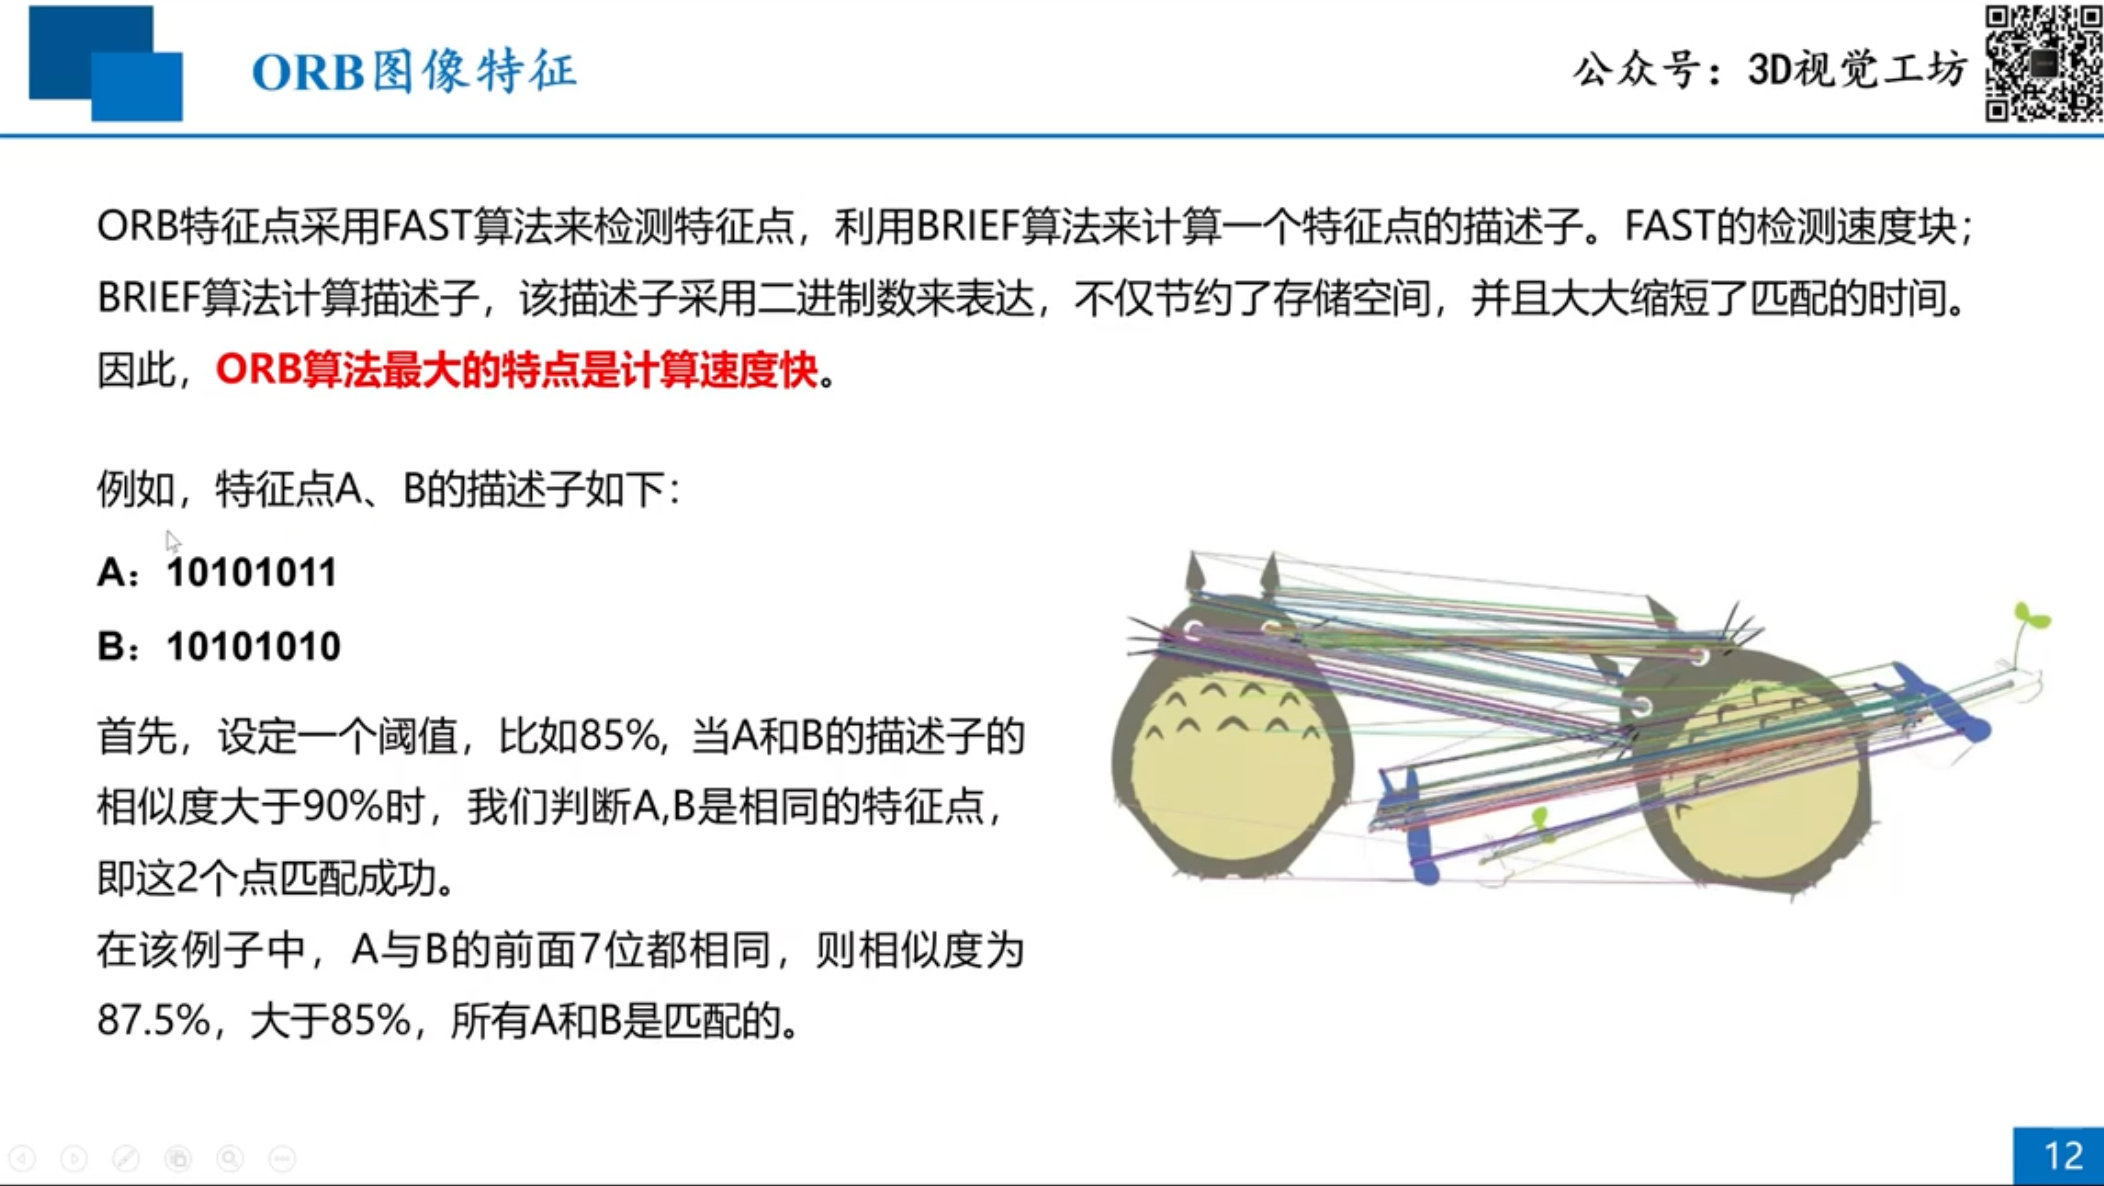 ORB图像特征
公众号：3D视觉工坊
ORB特征点采用FAST算法来检测特征点，利用BRIEF算法来计算一个特征点的描述子。FAST的检测速度块；
BRIEF算法计算描述子，该描述子采用二进制数来表达，不仅节约了存储空间，并且大大缩短了匹配的时间。
因此，ORB算法最大的特点是计算速度快。
例如，特征点A、B的描述子如下：
A：10101011
B：10101010
首先，设定一个阈值，比如85%, 当A和B的描述子的
相似度大于90%时，我们判断A,B是相同的特征点，
即这2个点匹配成功。
在该例子中，A与B的前面7位都相同，则相似度为
87.5%，大于85%，所有A和B是匹配的。
12